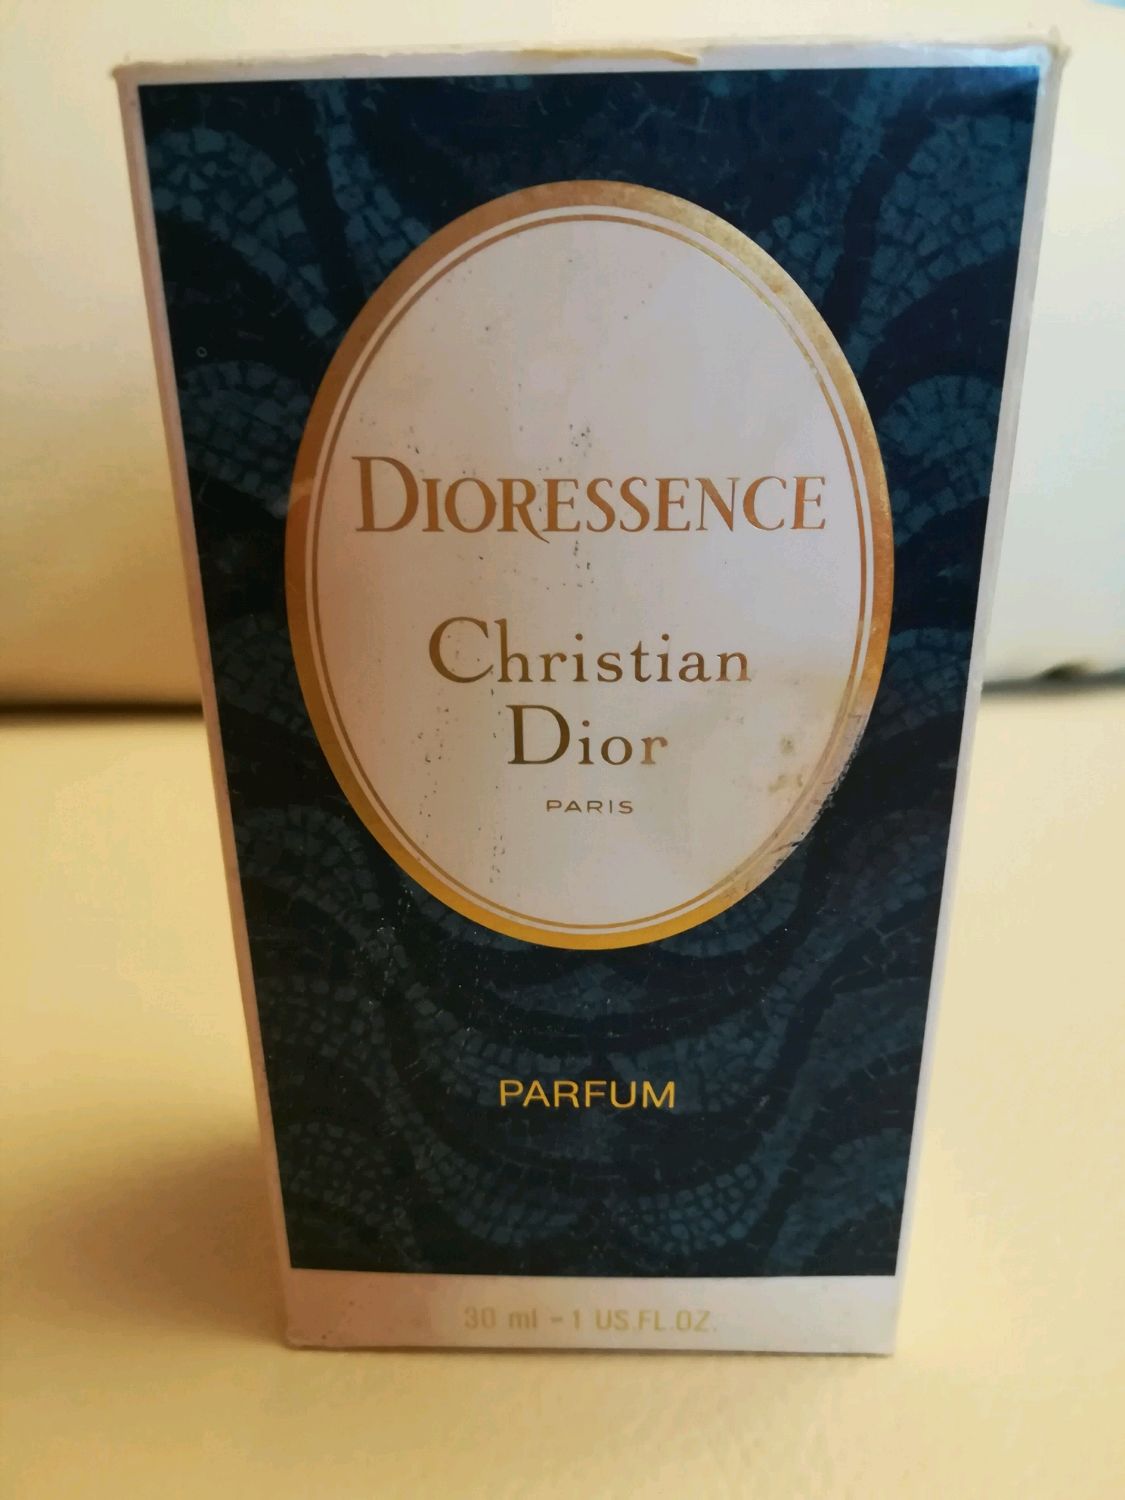 DIORESSENCE
Christian
Dior
PARIS
PARFUM
30 ml - 1 US.FL.OZ.